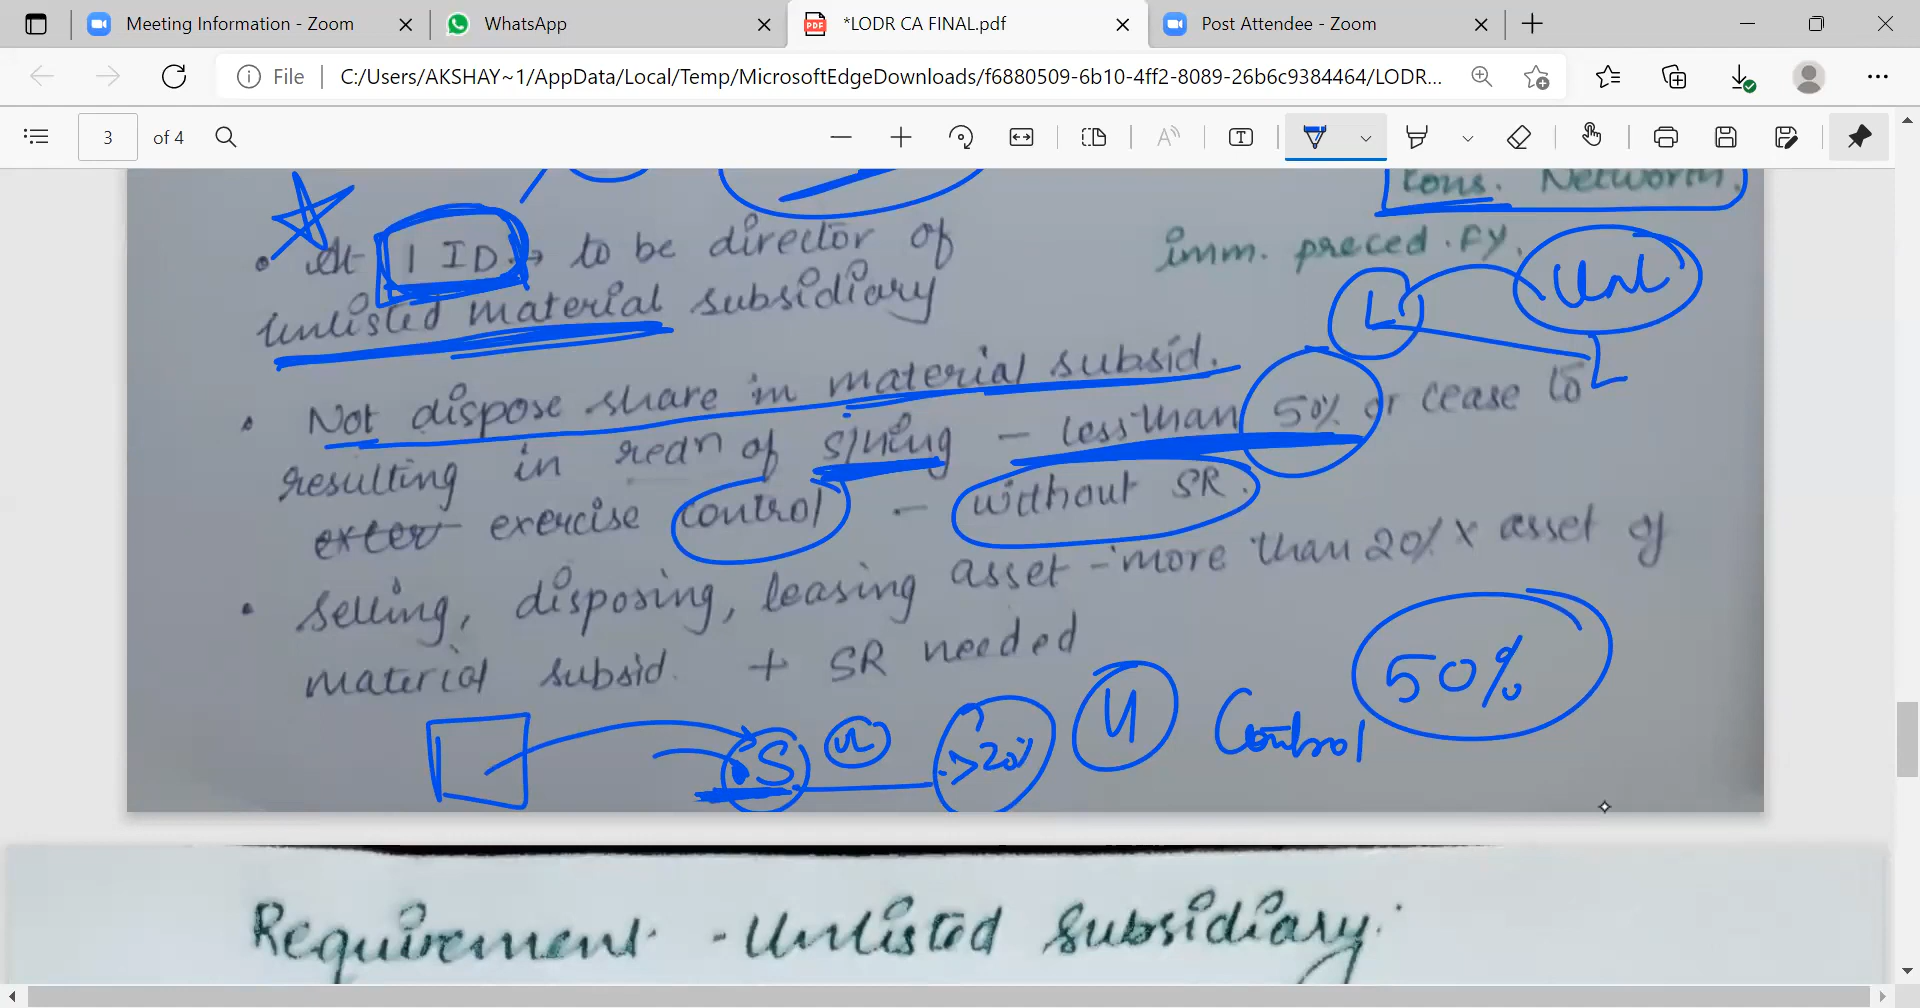 Meeting Information - Zoom
WhatsApp
*LODR CA FINAL.pdf
Post Attendee - Zoom
File
C:/Users/AKSHAY~1/AppData/Local/Temp/MicrosoftEdgeDownloads/f6880509-6b10-4ff2-8089-26b6c9384464/LODR...
3 of 4
PDF
cons. Networth.
imm. preced. FY.
• At 1 ID → to be director of
unlisted material subsidiary
L
Unl
L
• Not dispose share in material subsid.
resulting in redn of s/hing - less than 50% or cease to
exter exercise control - without SR.
• selling, disposing, leasing asset - more than 20% x asset of
material subsid. + SR needed
50%
S
>20%
Control
Requirement - Unlisted Subsidiary.